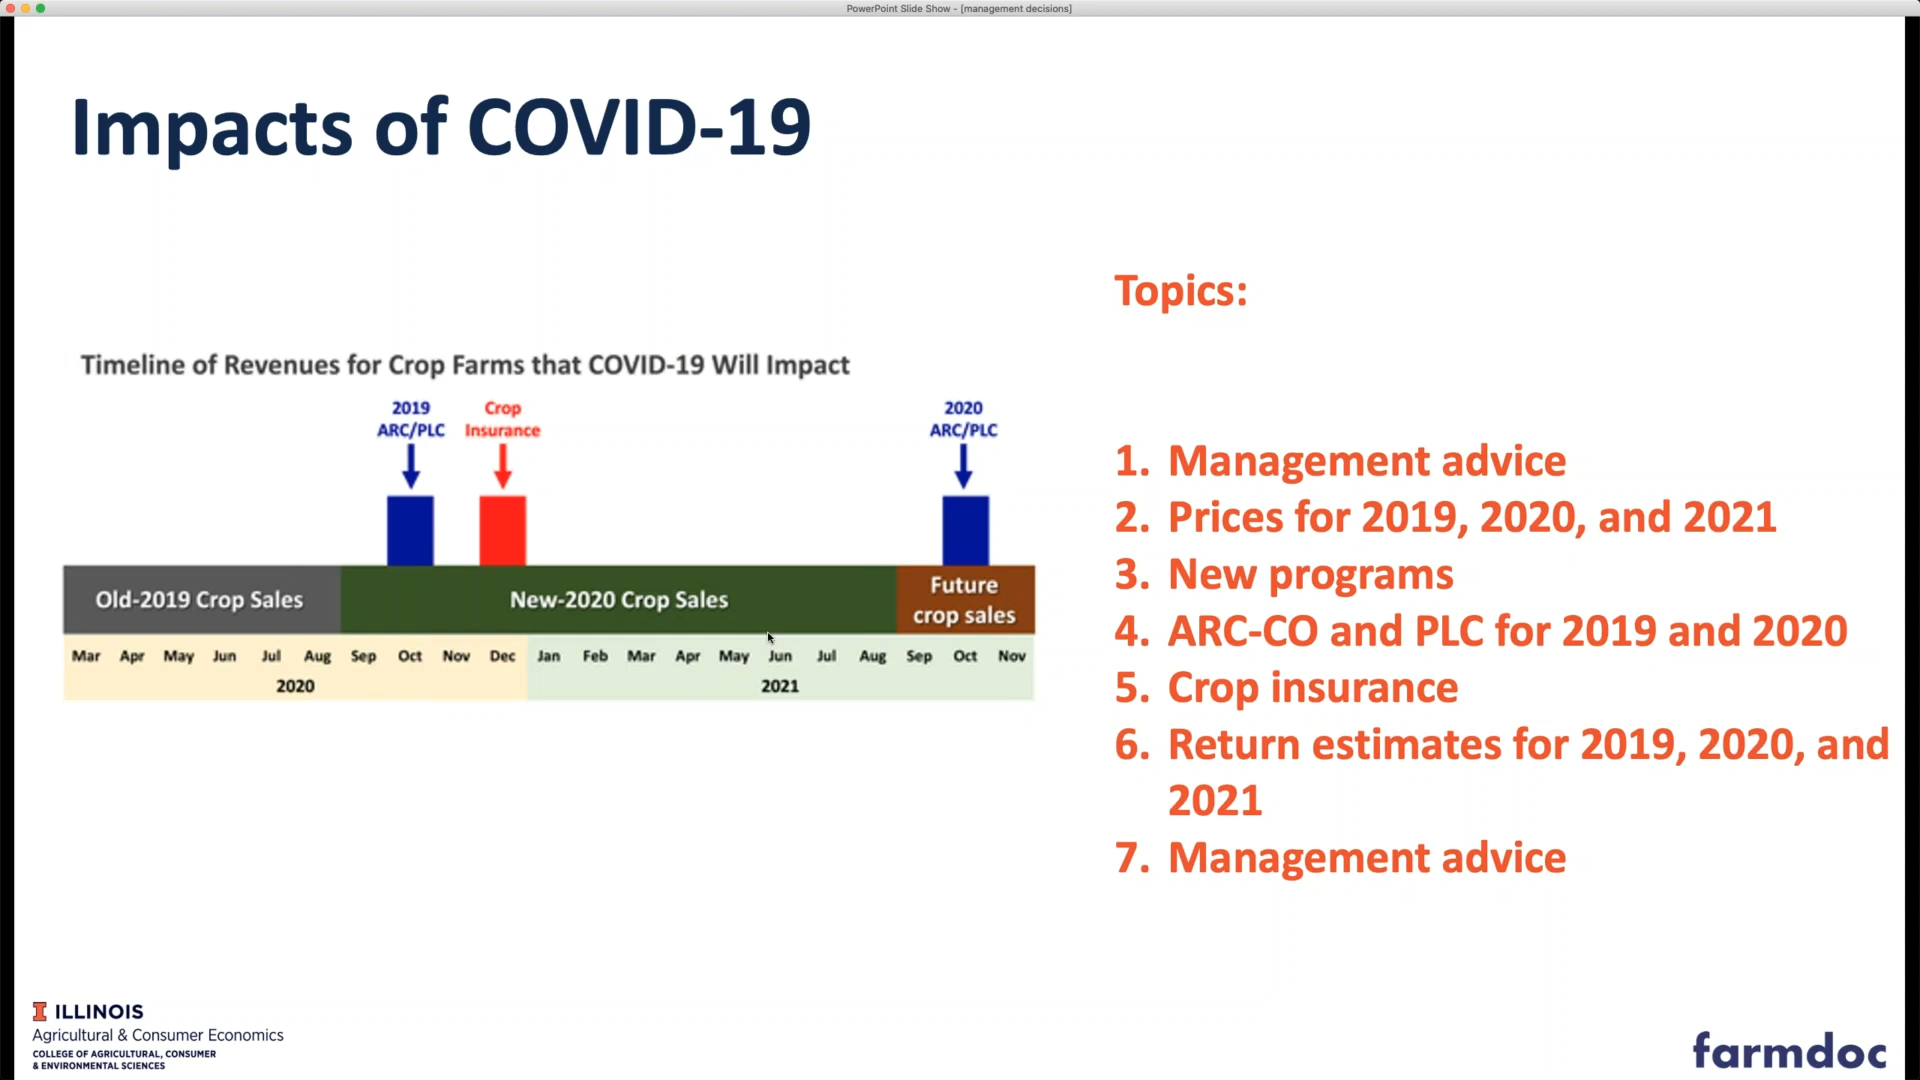 PowerPoint Slide Show - [management decisions]
Impacts of COVID-19
Timeline of Revenues for Crop Farms that COVID-19 Will Impact
2019 ARC/PLC
Crop Insurance
2020 ARC/PLC
Old-2019 Crop Sales
New-2020 Crop Sales
Future crop sales
Mar Apr May Jun Jul Aug Sep Oct Nov Dec Jan Feb Mar Apr May Jun Jul Aug Sep Oct Nov
2020 2021
Topics:
1. Management advice
2. Prices for 2019, 2020, and 2021
3. New programs
4. ARC-CO and PLC for 2019 and 2020
5. Crop insurance
6. Return estimates for 2019, 2020, and
2021
7. Management advice
I ILLINOIS
Agricultural & Consumer Economics
COLLEGE OF AGRICULTURAL, CONSUMER
& ENVIRONMENTAL SCIENCES
farmdoc